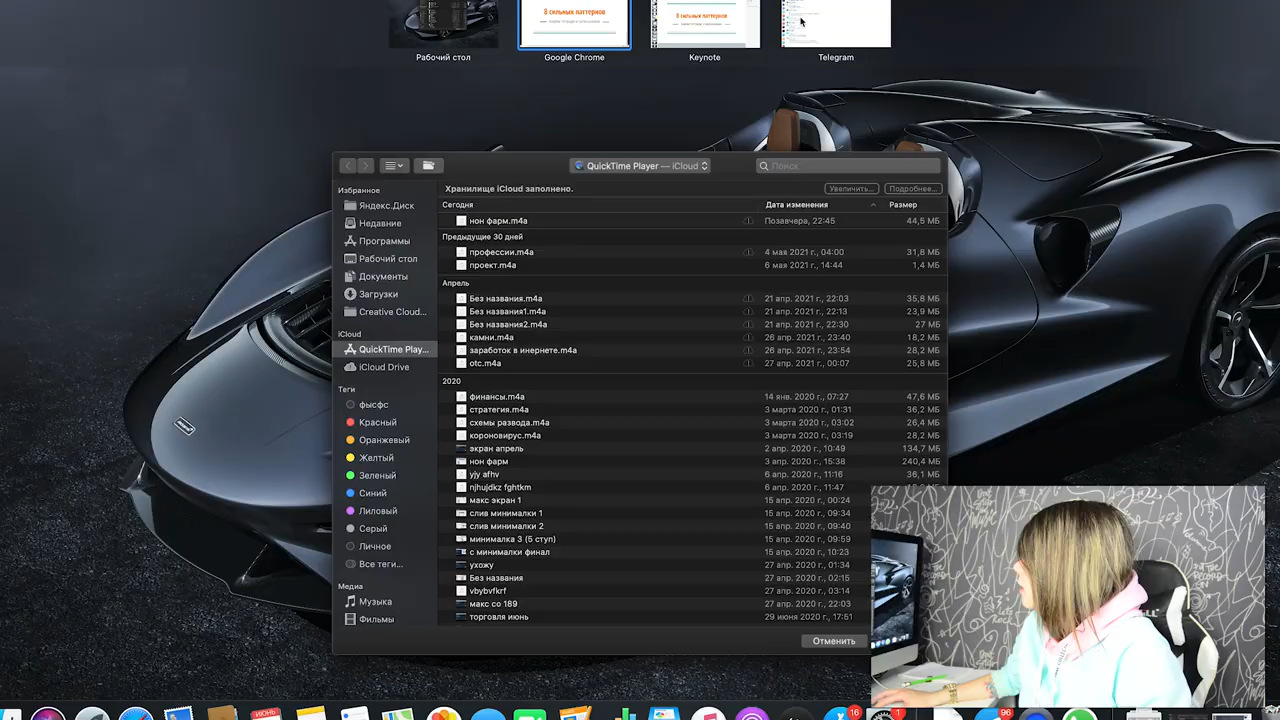 8 сильных паттернов
8 сильных паттернов
Рабочий стол
Google Chrome
Keynote
Telegram
QuickTime Player — iCloud
Поиск
Избранное
Яндекс.Диск
Недавние
Программы
Рабочий стол
Документы
Загрузки
Creative Cloud...
iCloud
QuickTime Play...
iCloud Drive
Теги
фысфс
Красный
Оранжевый
Желтый
Зеленый
Синий
Лиловый
Серый
Личное
Все теги...
Медиа
Музыка
Фильмы
Хранилище iCloud заполнено.
Увеличить...
Подробнее...
Сегодня Дата изменения Размер
нон фарм.m4a Позавчера, 22:45 44,5 МБ
Предыдущие 30 дней
профессии.m4a 4 мая 2021 г., 04:00 31,8 МБ
проект.m4a 6 мая 2021 г., 14:44 1,4 МБ
Апрель
Без названия.m4a 21 апр. 2021 г., 22:03 35,8 МБ
Без названия1.m4a 21 апр. 2021 г., 22:13 23,9 МБ
Без названия2.m4a 21 апр. 2021 г., 22:30 27 МБ
камни.m4a 26 апр. 2021 г., 23:40 18,2 МБ
заработок в инернете.m4a 26 апр. 2021 г., 23:54 28,2 МБ
otc.m4a 27 апр. 2021 г., 00:07 25,8 МБ
2020
финансы.m4a 14 янв. 2020 г., 07:27 47,6 МБ
стратегия.m4a 3 марта 2020 г., 01:31 36,2 МБ
схемы развода.m4a 3 марта 2020 г., 03:02 26,4 МБ
короновирус.m4a 3 марта 2020 г., 03:19 28,2 МБ
экран апрель 2 апр. 2020 г., 10:49 134,7 МБ
нон фарм 3 апр. 2020 г., 15:38 240,4 МБ
yjy afhv 6 апр. 2020 г., 11:16 36,1 МБ
njhujdkz fghtkm 6 апр. 2020 г., 11:47
макс экран 1 15 апр. 2020 г., 00:24
слив минималки 1 15 апр. 2020 г., 09:34
слив минималки 2 15 апр. 2020 г., 09:40
минималка 3 (5 ступ) 15 апр. 2020 г., 09:59
с минималки финал 15 апр. 2020 г., 10:23
ухожу 27 апр. 2020 г., 01:34
Без названия 27 апр. 2020 г., 02:15
vbybvfkrf 27 апр. 2020 г., 03:14
макс со 189 27 апр. 2020 г., 22:03
торговля июнь 29 июня 2020 г., 17:51
Отменить
ИЮНЬ
16
1
96